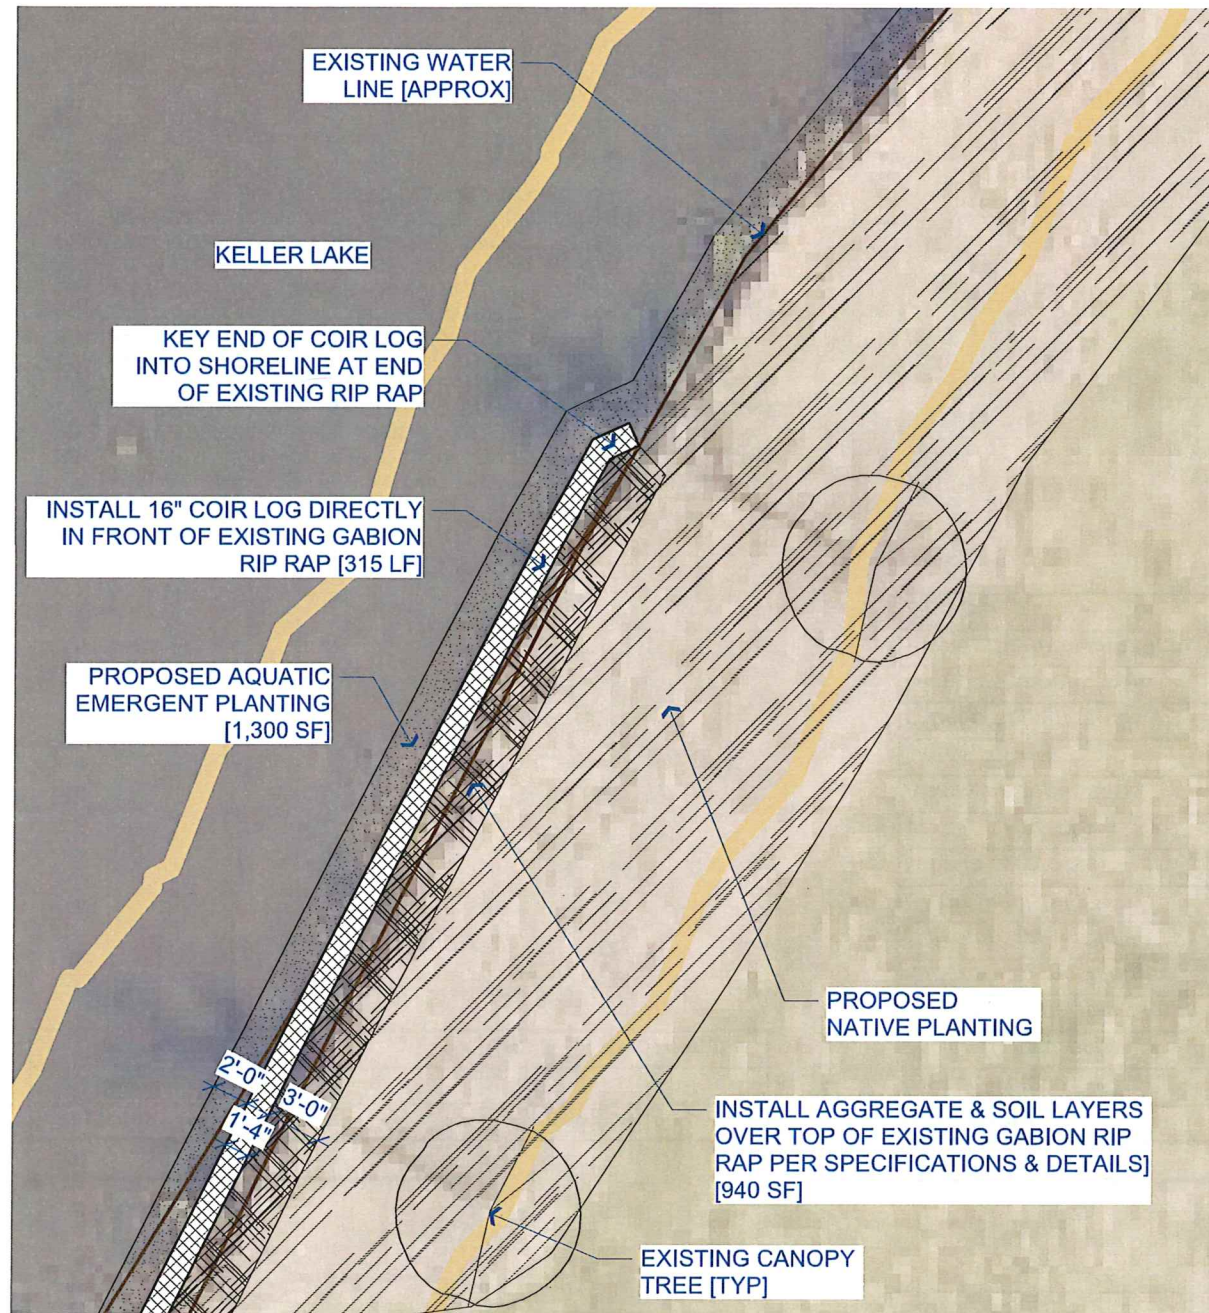 EXISTING WATER
LINE [APPROX]
KELLER LAKE
KEY END OF COIR LOG
INTO SHORELINE AT END
OF EXISTING RIP RAP
INSTALL 16" COIR LOG DIRECTLY
IN FRONT OF EXISTING GABION
RIP RAP [315 LF]
PROPOSED AQUATIC
EMERGENT PLANTING
[1,300 SF]
PROPOSED
NATIVE PLANTING
2'-0"
3'-0"
1'-4"
INSTALL AGGREGATE & SOIL LAYERS
OVER TOP OF EXISTING GABION RIP
RAP PER SPECIFICATIONS & DETAILS]
[940 SF]
EXISTING CANOPY
TREE [TYP]